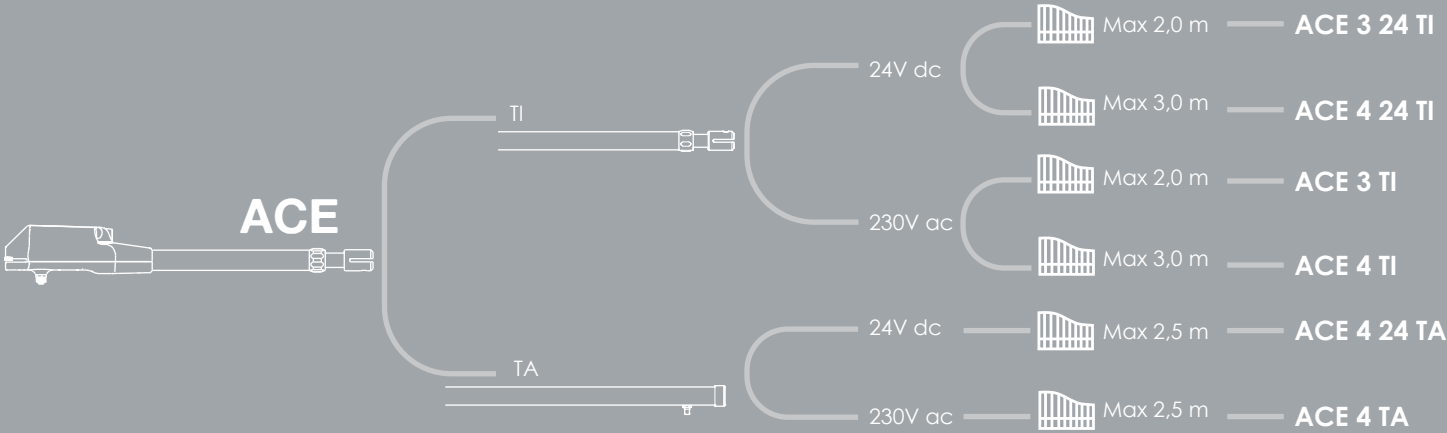 ACE
TI
24V dc
Max 2,0 m
ACE 3 24 TI
Max 3,0 m
ACE 4 24 TI
230V ac
Max 2,0 m
ACE 3 TI
Max 3,0 m
ACE 4 TI
TA
24V dc
Max 2,5 m
ACE 4 24 TA
230V ac
Max 2,5 m
ACE 4 TA